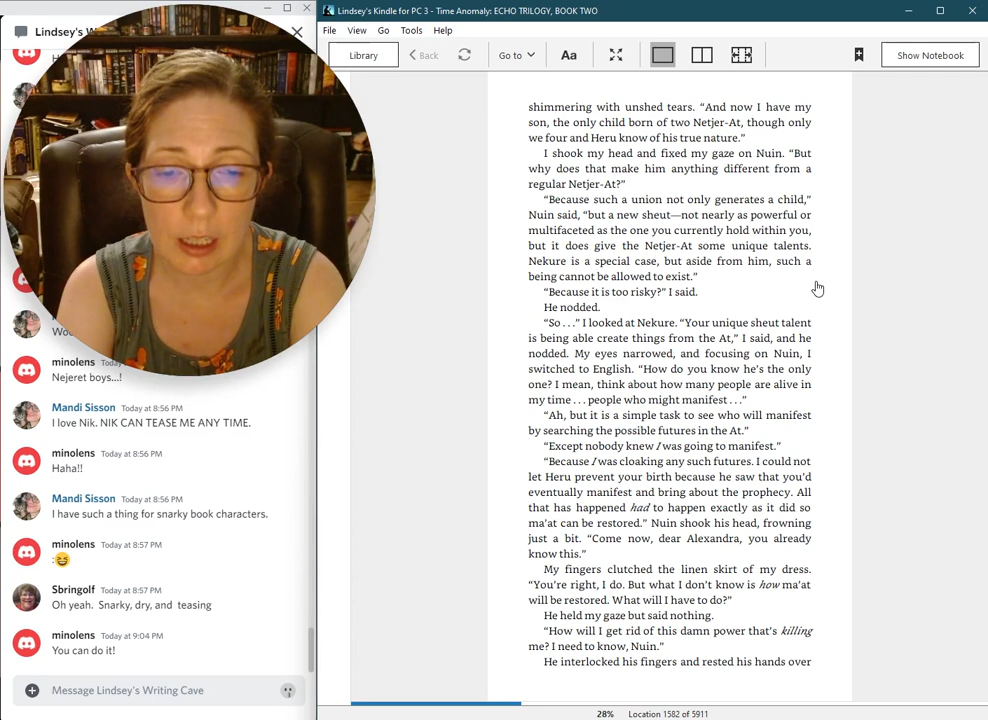 Lindsey's W
Lindsey's Kindle for PC 3 - Time Anomaly: ECHO TRILOGY, BOOK TWO
File View Go Tools Help
Library
Back
Go to
Aa
Show Notebook
minolens Today
Nejeret boys...!
Mandi Sisson Today at 8:56 PM
I love Nik. NIK CAN TEASE ME ANY TIME.
minolens Today at 8:56 PM
Haha!!
Mandi Sisson Today at 8:56 PM
I have such a thing for snarky book characters.
minolens Today at 8:57 PM
:😆
Sbringolf Today at 8:57 PM
Oh yeah. Snarky, dry, and teasing
minolens Today at 9:04 PM
You can do it!
Message Lindsey's Writing Cave
shimmering with unshed tears. “And now I have my
son, the only child born of two Netjer-At, though only
we four and Heru know of his true nature.”
I shook my head and fixed my gaze on Nuin. “But
why does that make him anything different from a
regular Netjer-At?”
“Because such a union not only generates a child,”
Nuin said, “but a new sheut—not nearly as powerful or
multifaceted as the one you currently hold within you,
but it does give the Netjer-At some unique talents.
Nekure is a special case, but aside from him, such a
being cannot be allowed to exist.”
“Because it is too risky?” I said.
He nodded.
“So . . .” I looked at Nekure. “Your unique sheut talent
is being able create things from the At,” I said, and he
nodded. My eyes narrowed, and focusing on Nuin, I
switched to English. “How do you know he's the only
one? I mean, think about how many people are alive in
my time . . . people who might manifest . . .”
“Ah, but it is a simple task to see who will manifest
by searching the possible futures in the At.”
“Except nobody knew I was going to manifest.”
“Because I was cloaking any such futures. I could not
let Heru prevent your birth because he saw that you'd
eventually manifest and bring about the prophecy. All
that has happened had to happen exactly as it did so
ma'at can be restored.” Nuin shook his head, frowning
just a bit. “Come now, dear Alexandra, you already
know this.”
My fingers clutched the linen skirt of my dress.
“You're right, I do. But what I don't know is how ma'at
will be restored. What will I have to do?”
He held my gaze but said nothing.
“How will I get rid of this damn power that's killing
me? I need to know, Nuin.”
He interlocked his fingers and rested his hands over
28% Location 1582 of 5911